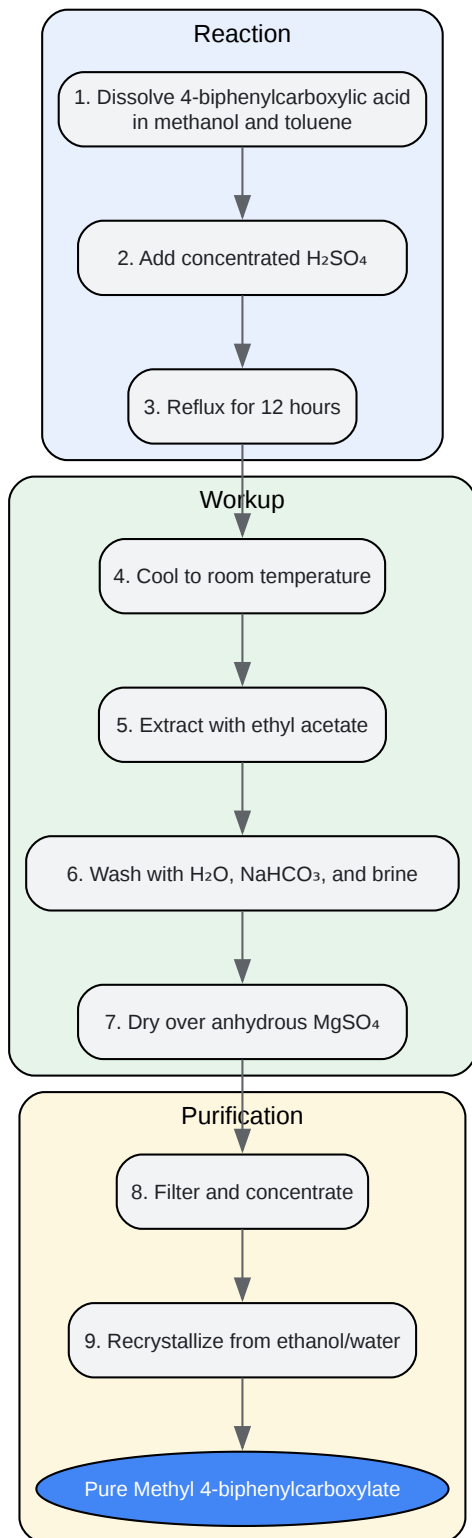 Reaction
1. Dissolve 4-biphenylcarboxylic acid
in methanol and toluene
2. Add concentrated H₂SO₄
3. Reflux for 12 hours
Workup
4. Cool to room temperature
5. Extract with ethyl acetate
6. Wash with H₂O, NaHCO₃, and brine
7. Dry over anhydrous MgSO₄
Purification
8. Filter and concentrate
9. Recrystallize from ethanol/water
Pure Methyl 4-biphenylcarboxylate